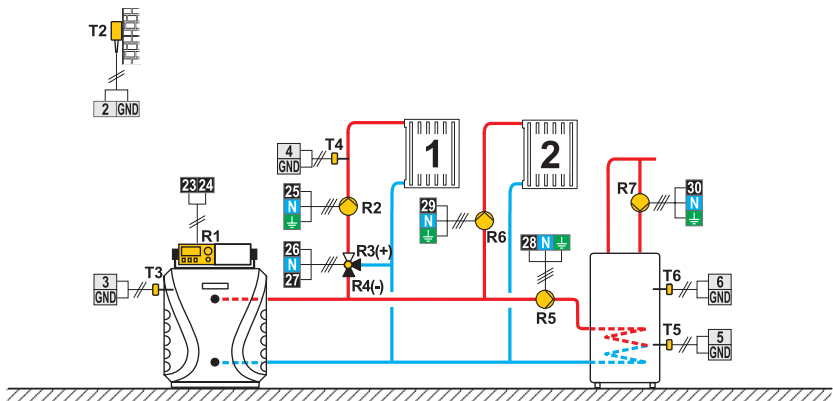 T2
2 GND
4 T4
GND
1
2
23 24
25 R2
N
29
N R6
28 N
R7 30
N
R1
26 R3(+)
N
27 R4(-)
3 T3
GND
R5
T6 6
GND
T5 5
GND